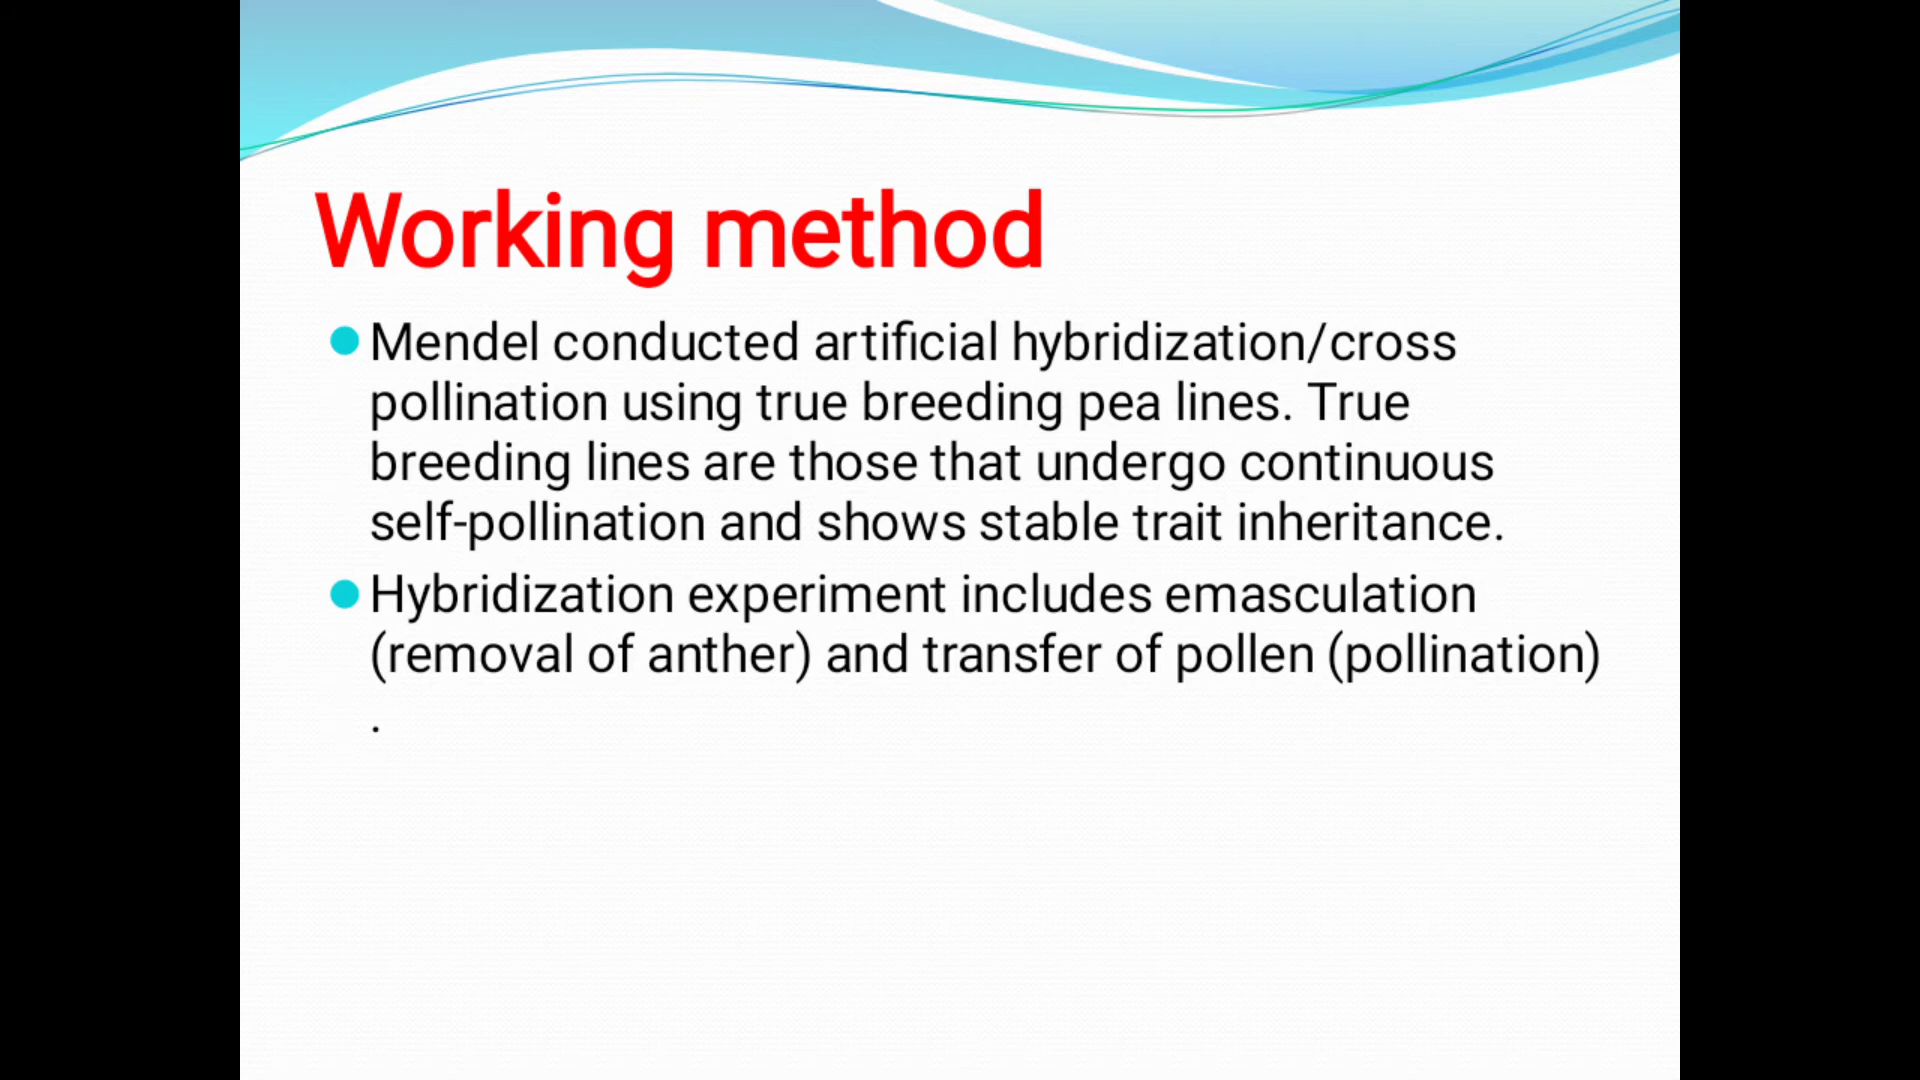 Working method
Mendel conducted artificial hybridization/cross
pollination using true breeding pea lines. True
breeding lines are those that undergo continuous
self-pollination and shows stable trait inheritance.
Hybridization experiment includes emasculation
(removal of anther) and transfer of pollen (pollination)
.